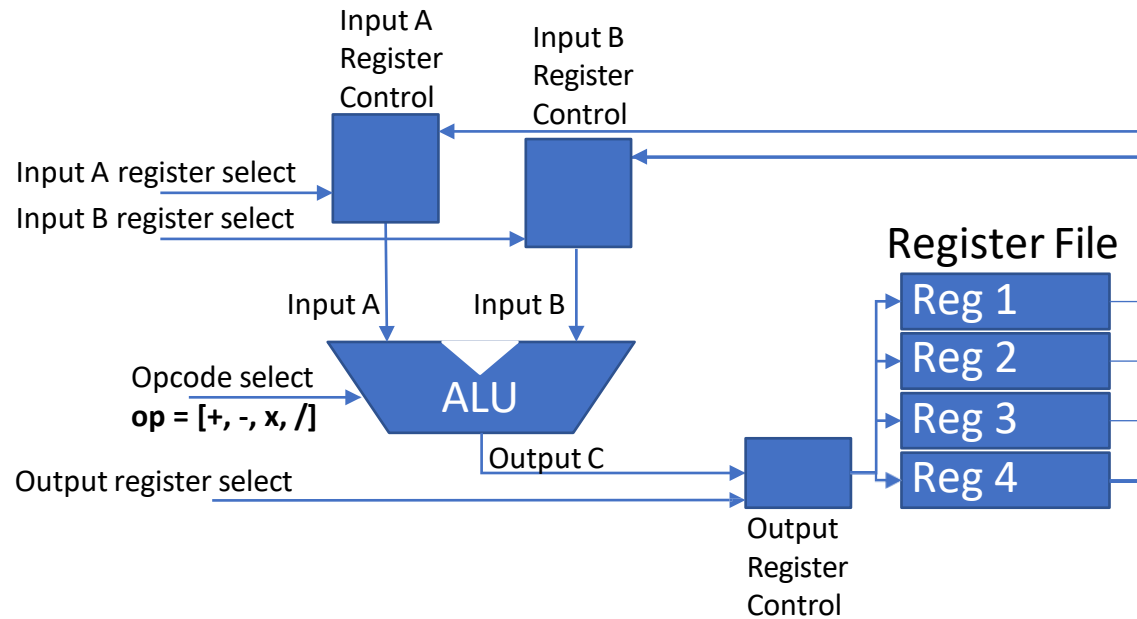 Input A
Register
Control
Input B
Register
Control
Input A register select
Input B register select
Register File
Reg 1
Reg 2
Reg 3
Reg 4
Input A
Input B
Opcode select
op = [+, -, x, /]
ALU
Output C
Output register select
Output
Register
Control